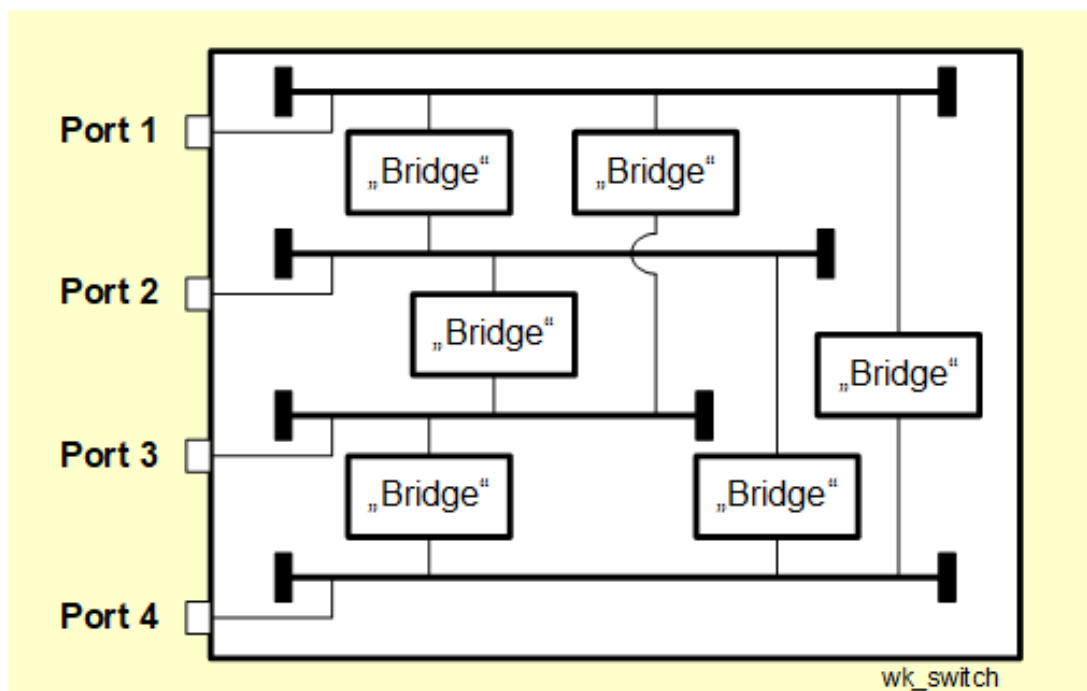 Port 1
„Bridge“
„Bridge“
Port 2
„Bridge“
„Bridge“
Port 3
„Bridge“
„Bridge“
Port 4
wk_switch